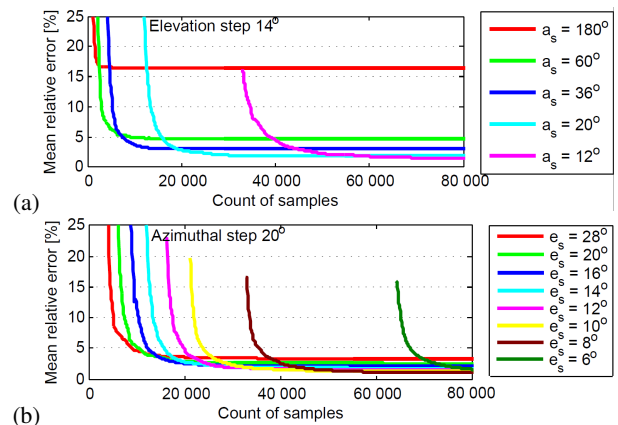 25
20
15
10
5
0
Mean relative error [%]
Elevation step 14°
0
20 000
40 000
60 000
80 000
Count of samples
a_s = 180°
a_s = 60°
a_s = 36°
a_s = 20°
a_s = 12°
(a)
25
20
15
10
5
0
Mean relative error [%]
Azimuthal step 20°
0
20 000
40 000
60 000
80 000
Count of samples
e_s = 28°
e_s = 20°
e_s = 16°
e_s = 14°
e_s = 12°
e_s = 10°
e_s = 8°
e_s = 6°
(b)